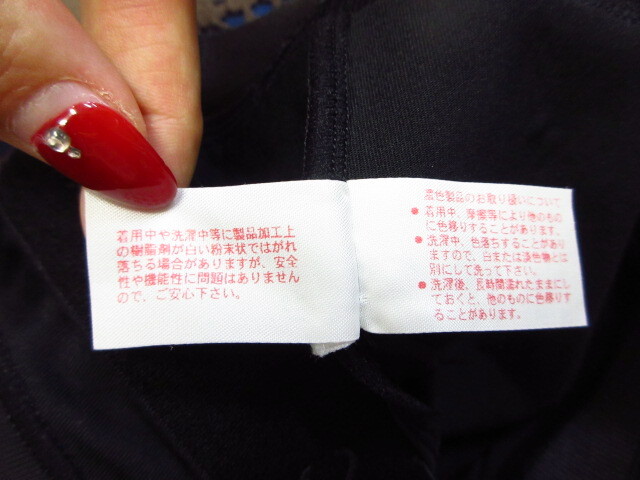 着用中や洗濯中等に製品加工上
の樹脂剤が白い粉末状ではがれ
落ちる場合がありますが、安全
性や機能性に問題はありません
ので、ご安心下さい。
濃色製品のお取り扱いについて
●着用中、摩擦等により他のもの
に色移りすることがあります。
●洗濯中、色落ちすることがあり
ますので、白または淡色物とは
別にして洗って下さい。
●洗濯後、長時間濡れたままにし
ておくと、他のものに色移りす
ることがあります。